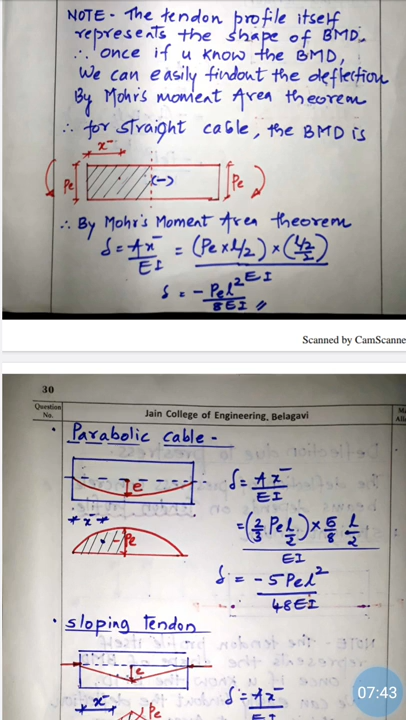 NOTE - The tendon profile itself
represents the shape of BMD.
∴ once if u know the BMD,
we can easily findout the deflection
By Mohr's moment Area theorem
∴ for straight cable, the BMD is
x̄
Pe (-) Pe
∴ By Mohr's Moment Area theorem
δ = Ax̄/EI = (Pe x L/2) x (L/2/2) / EI
δ = - Pel²/8EI //
Scanned by CamScanne
30
Question No.
Jain College of Engineering, Belagavi
Ma
• Parabolic cable -
e
δ = Ax̄/EI
x̄
Pe
= (2/3 Pe l/2) x 5/8 l/2 / EI
δ = - 5Pel²/48EI
• sloping Tendon
e
07:43
δ = Ax̄/EI
x̄
Pe